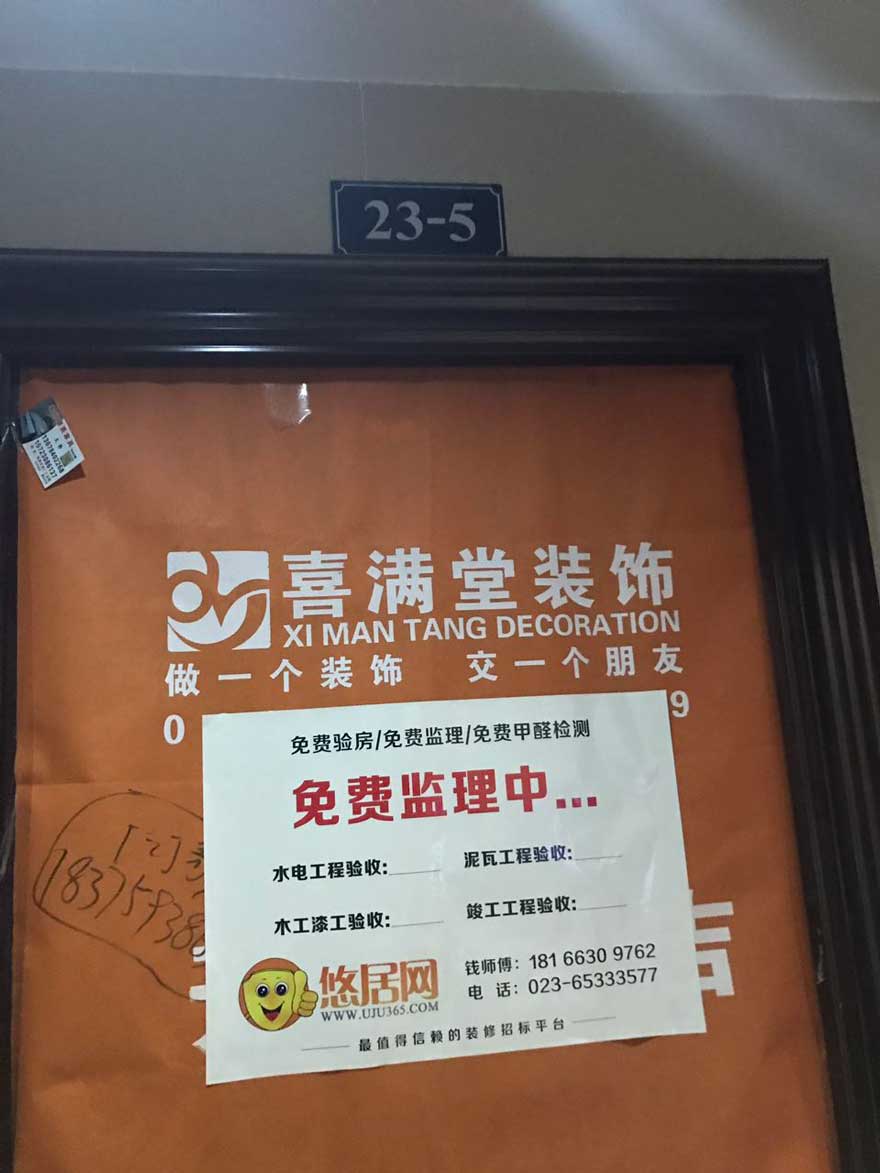 23-5
喜满堂装饰
XI MAN TANG DECORATION
做一个装饰 交一个朋友
0
9
免费验房/免费监理/免费甲醛检测
免费监理中...
水电工程验收:
泥瓦工程验收:
木工漆工验收:
竣工工程验收:
悠居网
WWW.UJU365.COM
钱师傅: 181 6630 9762
电 话: 023-65333577
最值得信赖的装修招标平台